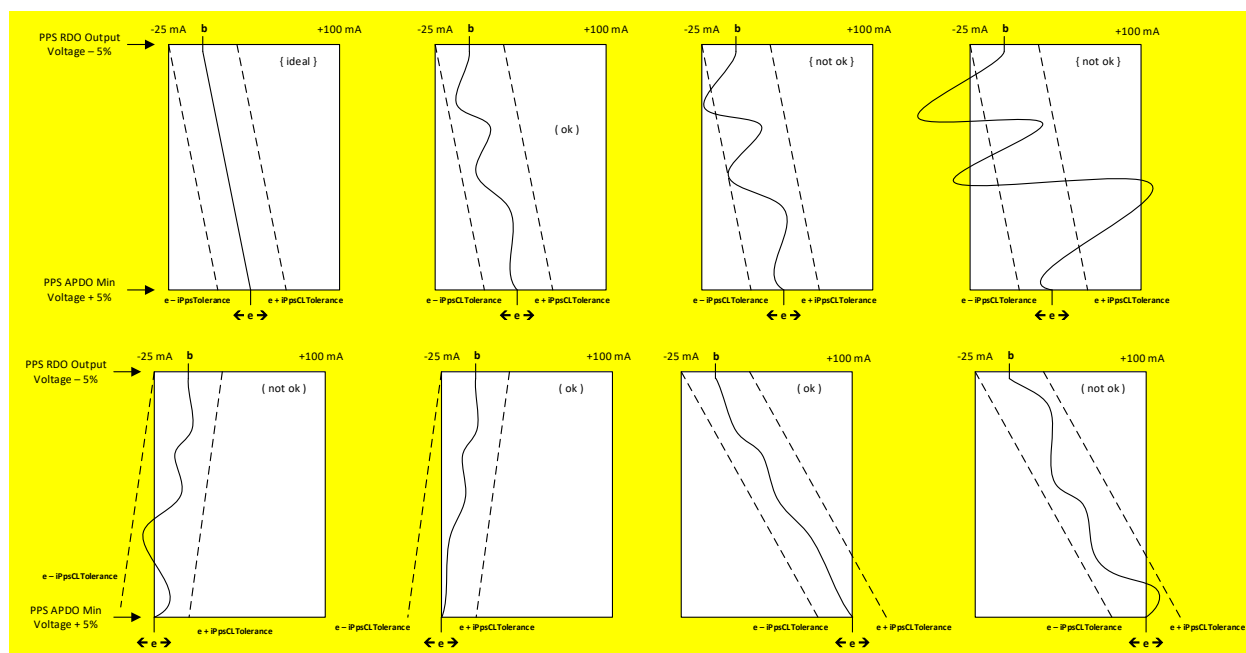 -25 mA b +100 mA
-25 mA b +100 mA
-25 mA b +100 mA
-25 mA b +100 mA
PPS RDO Output
Voltage – 5%
{ ideal }
( ok )
{ not ok }
{ not ok }
PPS APDO Min
Voltage + 5%
e – iPpsTolerance e + iPpsCLTolerance
e – iPpsCLTolerance e + iPpsCLTolerance
e – iPpsCLTolerance e + iPpsCLTolerance
e – iPpsCLTolerance e + iPpsCLTolerance
🡨 e 🡪
🡨 e 🡪
🡨 e 🡪
🡨 e 🡪
-25 mA b +100 mA
-25 mA b +100 mA
-25 mA b +100 mA
-25 mA b +100 mA
PPS RDO Output
Voltage – 5%
( not ok )
( ok )
( ok )
( not ok )
e – iPpsCLTolerance
PPS APDO Min
Voltage + 5%
e + iPpsCLTolerance
e – iPpsCLTolerance e + iPpsCLTolerance
e – iPpsCLTolerance e + iPpsCLTolerance
e – iPpsCLTolerance e + iPpsCLTolerance
🡨 e 🡪
🡨 e 🡪
🡨 e 🡪
🡨 e 🡪